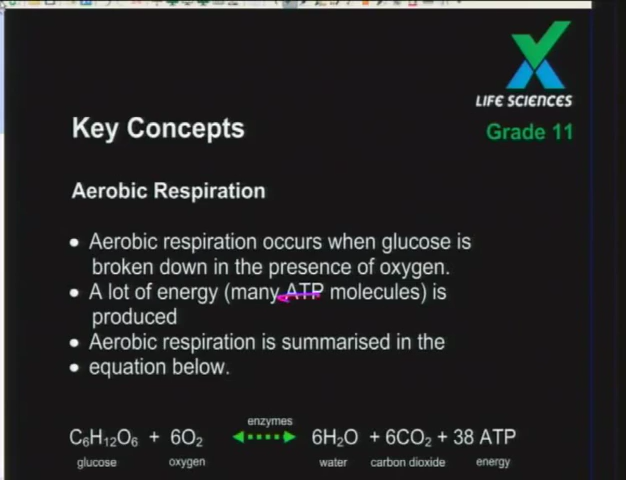 LIFE SCIENCES
Key Concepts
Grade 11
Aerobic Respiration
• Aerobic respiration occurs when glucose is
broken down in the presence of oxygen.
• A lot of energy (many ATP molecules) is
produced
• Aerobic respiration is summarised in the
• equation below.
enzymes
C₆H₁₂O₆ + 6O₂ 6H₂O + 6CO₂ + 38 ATP
glucose oxygen water carbon dioxide energy